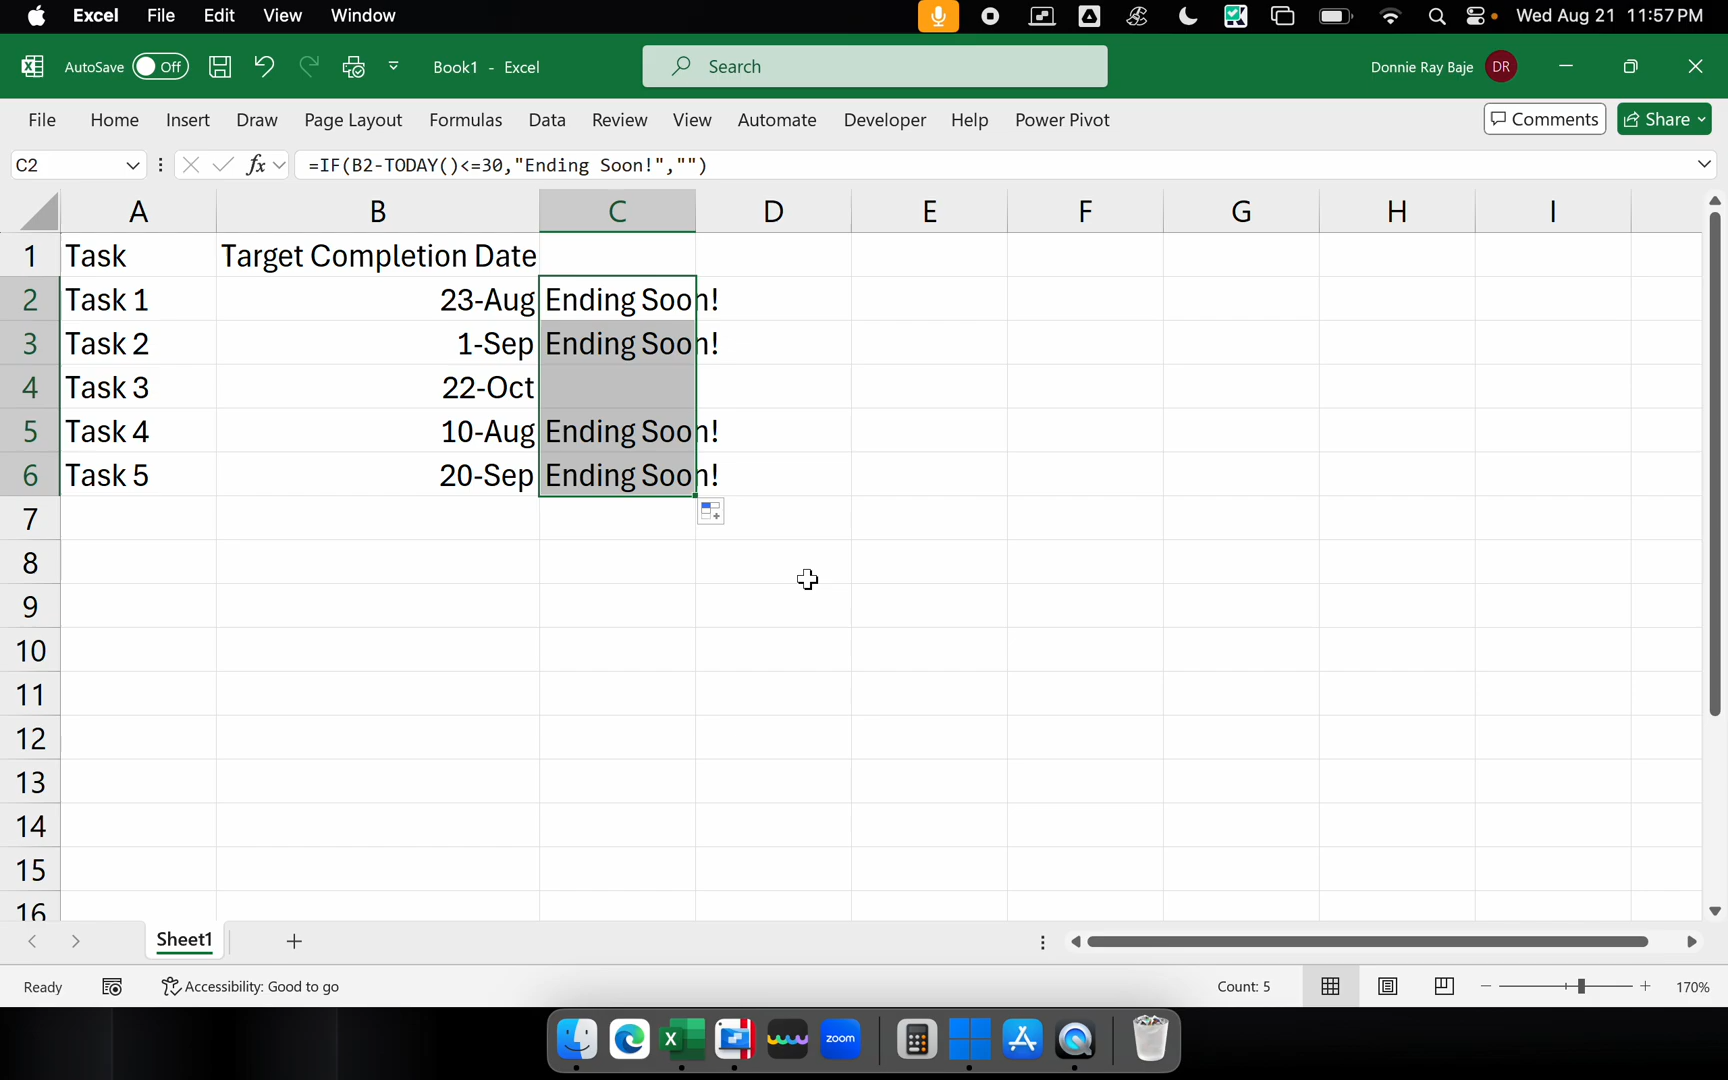 Excel File Edit View Window Wed Aug 21 11:57 PM
AutoSave Off Book1 - Excel Search Donnie Ray Baje DR
File Home Insert Draw Page Layout Formulas Data Review View Automate Developer Help Power Pivot Comments Share
C2 fx =IF(B2-TODAY()<=30,"Ending Soon!","")
A B C D E F G H I
1 Task Target Completion Date
2 Task 1 23-Aug Ending Soon!
3 Task 2 1-Sep Ending Soon!
4 Task 3 22-Oct
5 Task 4 10-Aug Ending Soon!
6 Task 5 20-Sep Ending Soon!
7
8
9
10
11
12
13
14
15
16
Sheet1
Ready Accessibility: Good to go Count: 5 170%
zoom